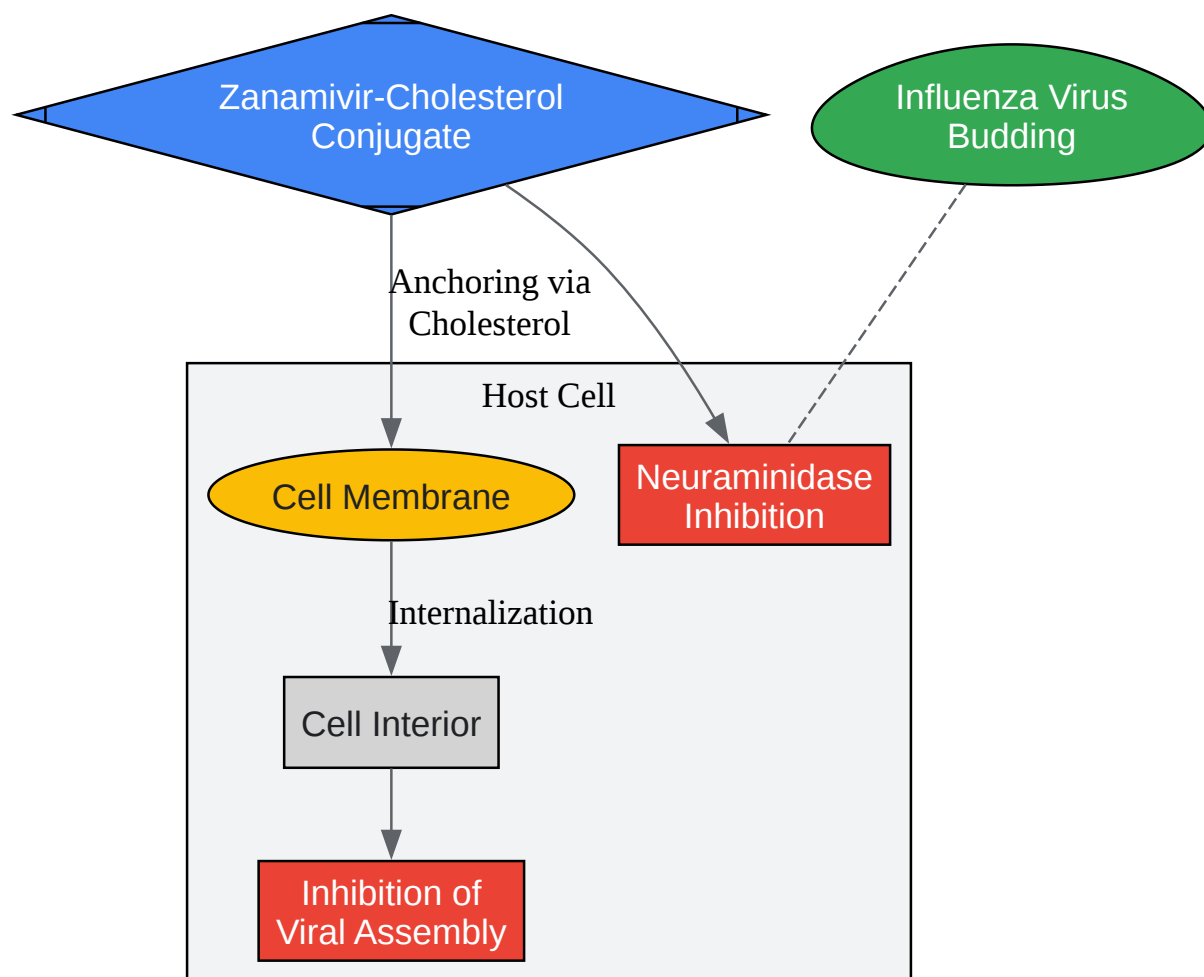 Zanamivir-Cholesterol
Conjugate
Influenza Virus
Budding
Anchoring via
Cholesterol
Host Cell
Cell Membrane
Neuraminidase
Inhibition
Internalization
Cell Interior
Inhibition of
Viral Assembly